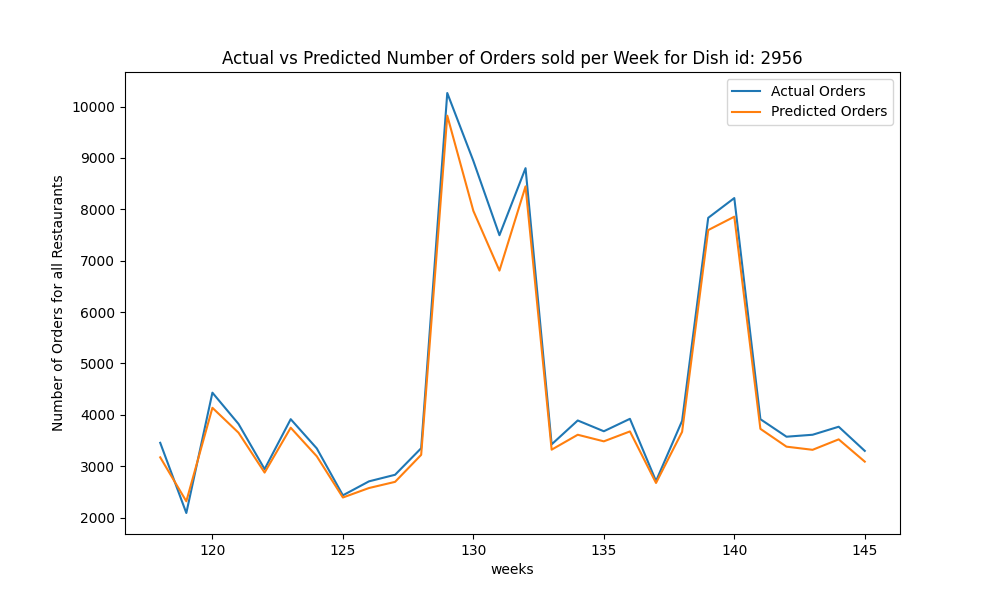 Actual vs Predicted Number of Orders sold per Week for Dish id: 2956
Actual Orders
Predicted Orders
Number of Orders for all Restaurants
10000
9000
8000
7000
6000
5000
4000
3000
2000
120 125 130 135 140 145
weeks